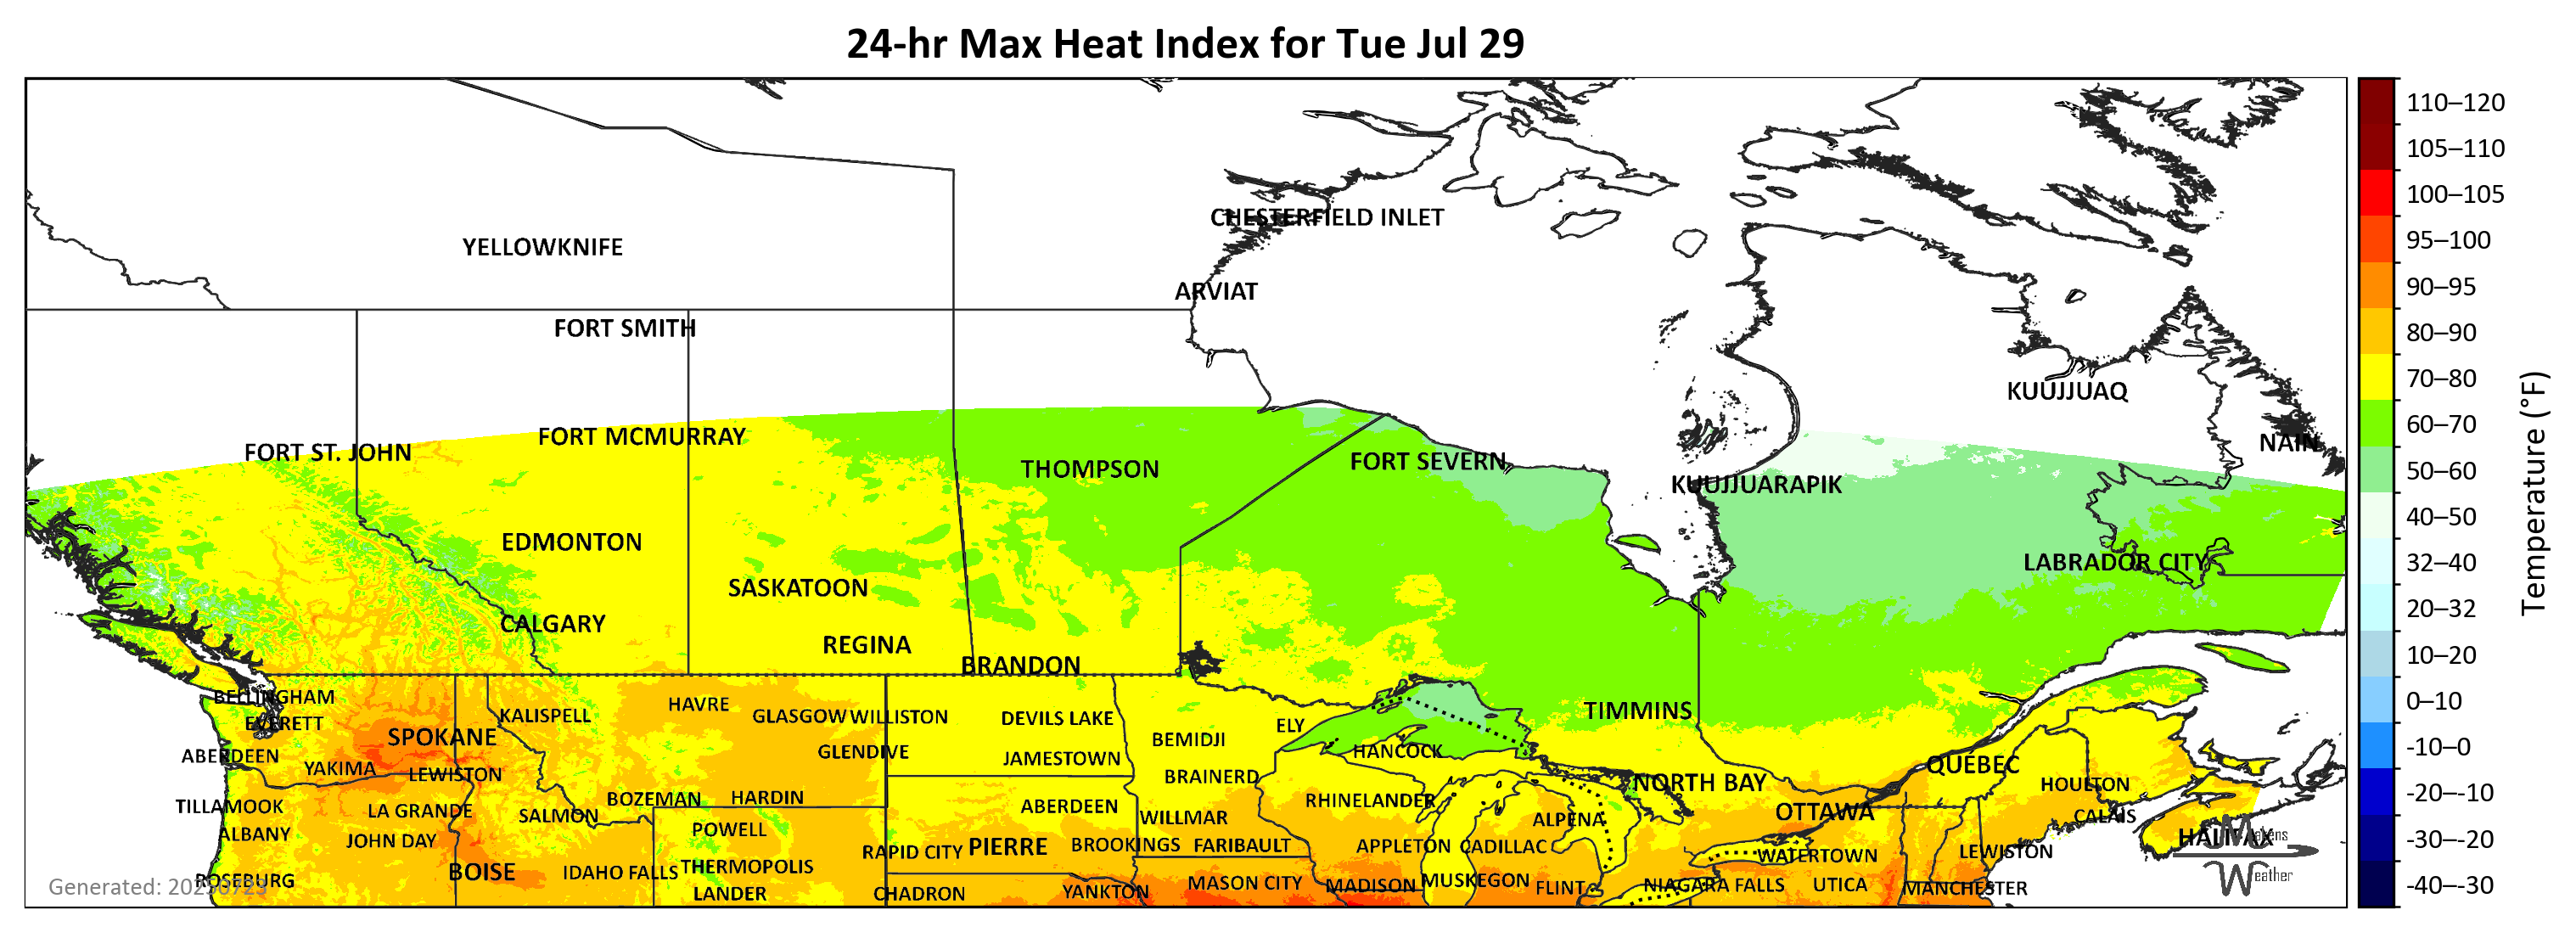 24-hr Max Heat Index for Tue Jul 29
CHESTERFIELD INLET
YELLOWKNIFE
ARVIAT
FORT SMITH
KUUJJUAQ
FORT MCMURRAY
NAIN
FORT ST. JOHN
FORT SEVERN
THOMPSON
KUUJJUARAPIK
EDMONTON
LABRADOR CITY
SASKATOON
CALGARY
REGINA
BRANDON
BELLINGHAM
HAVRE
TIMMINS
KALISPELL
GLASGOW WILLISTON
DEVILS LAKE
EVERETT
ELY
SPOKANE
BEMIDJI
HANCOCK
GLENDIVE
ABERDEEN
JAMESTOWN
QUÉBEC
YAKIMA
LEWISTON
BRAINERD
NORTH BAY
HOULTON
BOZEMAN
HARDIN
RHINELANDER
TILLAMOOK
LA GRANDE
ABERDEEN
OTTAWA
SALMON
WILLMAR
CALAIS
ALPENA
POWELL
ALBANY
HALIFAX
JOHN DAY
PIERRE
BROOKINGS
FARIBAULT
APPLETON
CADILLAC
RAPID CITY
LEWISTON
WATERTOWN
THERMOPOLIS
BOISE
IDAHO FALLS
ROSEBURG
MUSKEGON
MASON CITY
MADISON
NIAGARA FALLS
UTICA
FLINT
MANCHESTER
LANDER
CHADRON
YANKTON
Generated: 20250723
Makens
Weather
110–120
105–110
100–105
95–100
90–95
80–90
70–80
60–70
50–60
40–50
32–40
20–32
10–20
0–10
-10–0
-20–-10
-30–-20
-40–-30
Temperature (°F)